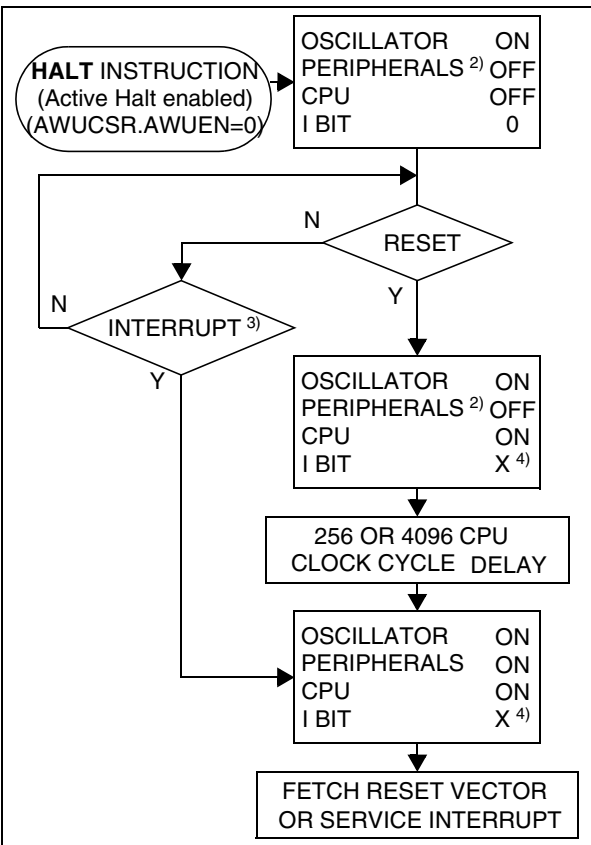 HALT INSTRUCTION
(Active Halt enabled)
(AWUCSR.AWUEN=0)
OSCILLATOR ON
PERIPHERALS 2) OFF
CPU OFF
I BIT 0
RESET
N
Y
INTERRUPT 3)
N
Y
OSCILLATOR ON
PERIPHERALS 2) OFF
CPU ON
I BIT X 4)
256 OR 4096 CPU
CLOCK CYCLE DELAY
OSCILLATOR ON
PERIPHERALS ON
CPU ON
I BIT X 4)
FETCH RESET VECTOR
OR SERVICE INTERRUPT